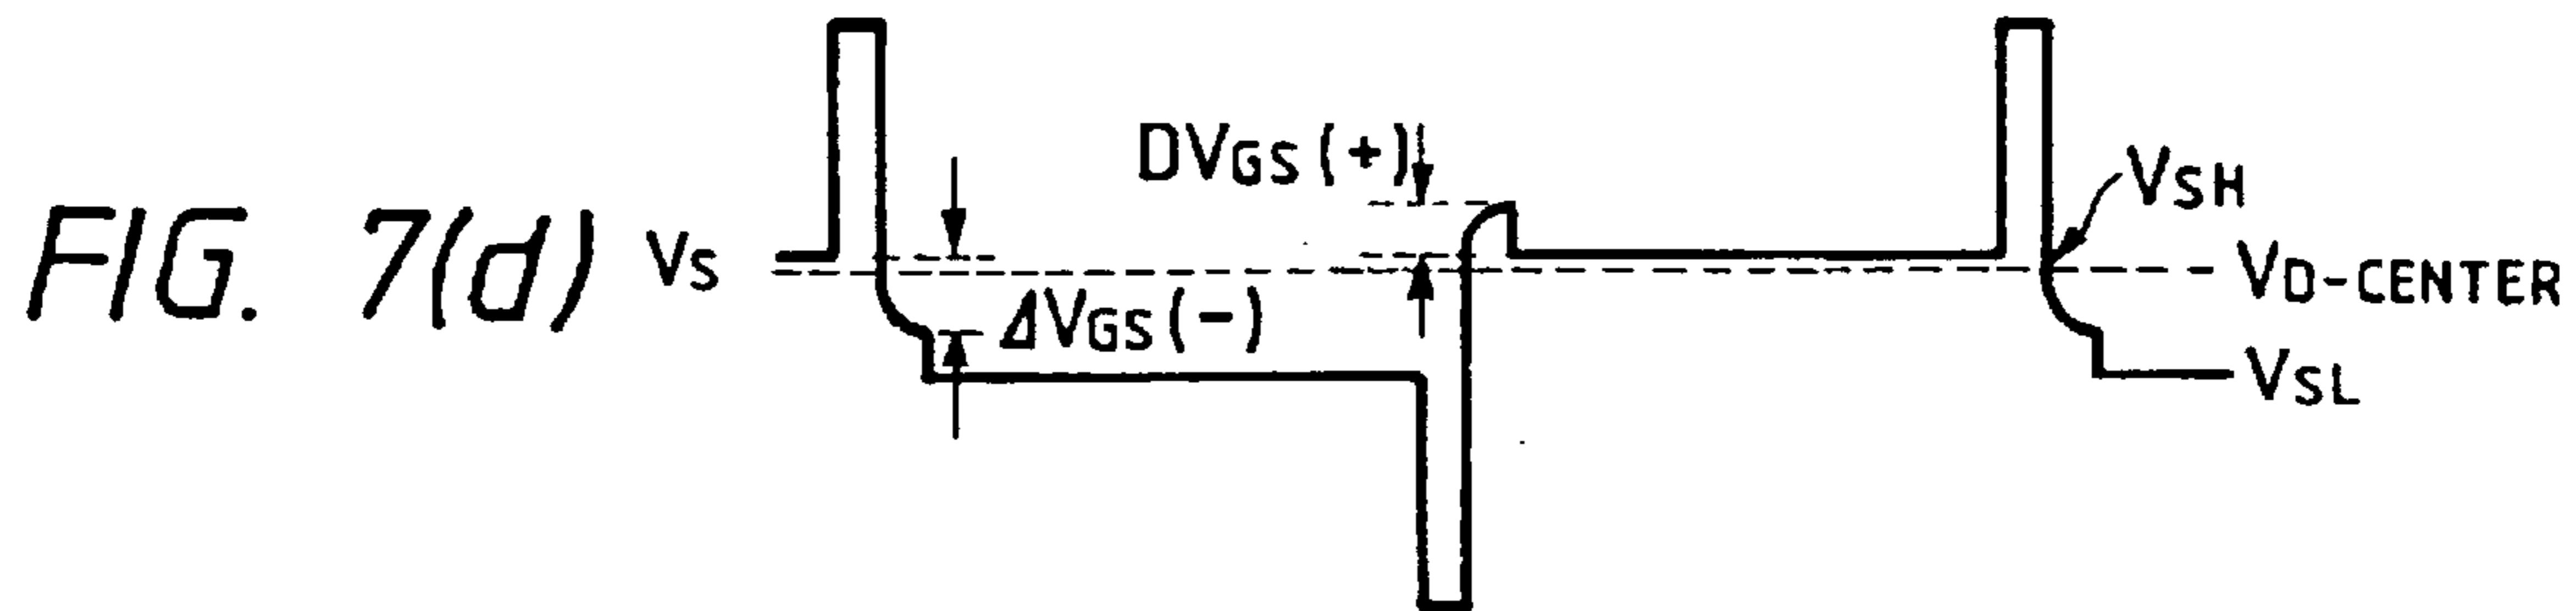 FIG. 7(d)
VS
DVGS(+)
ΔVGS(-)
VSH
VD-CENTER
VSL